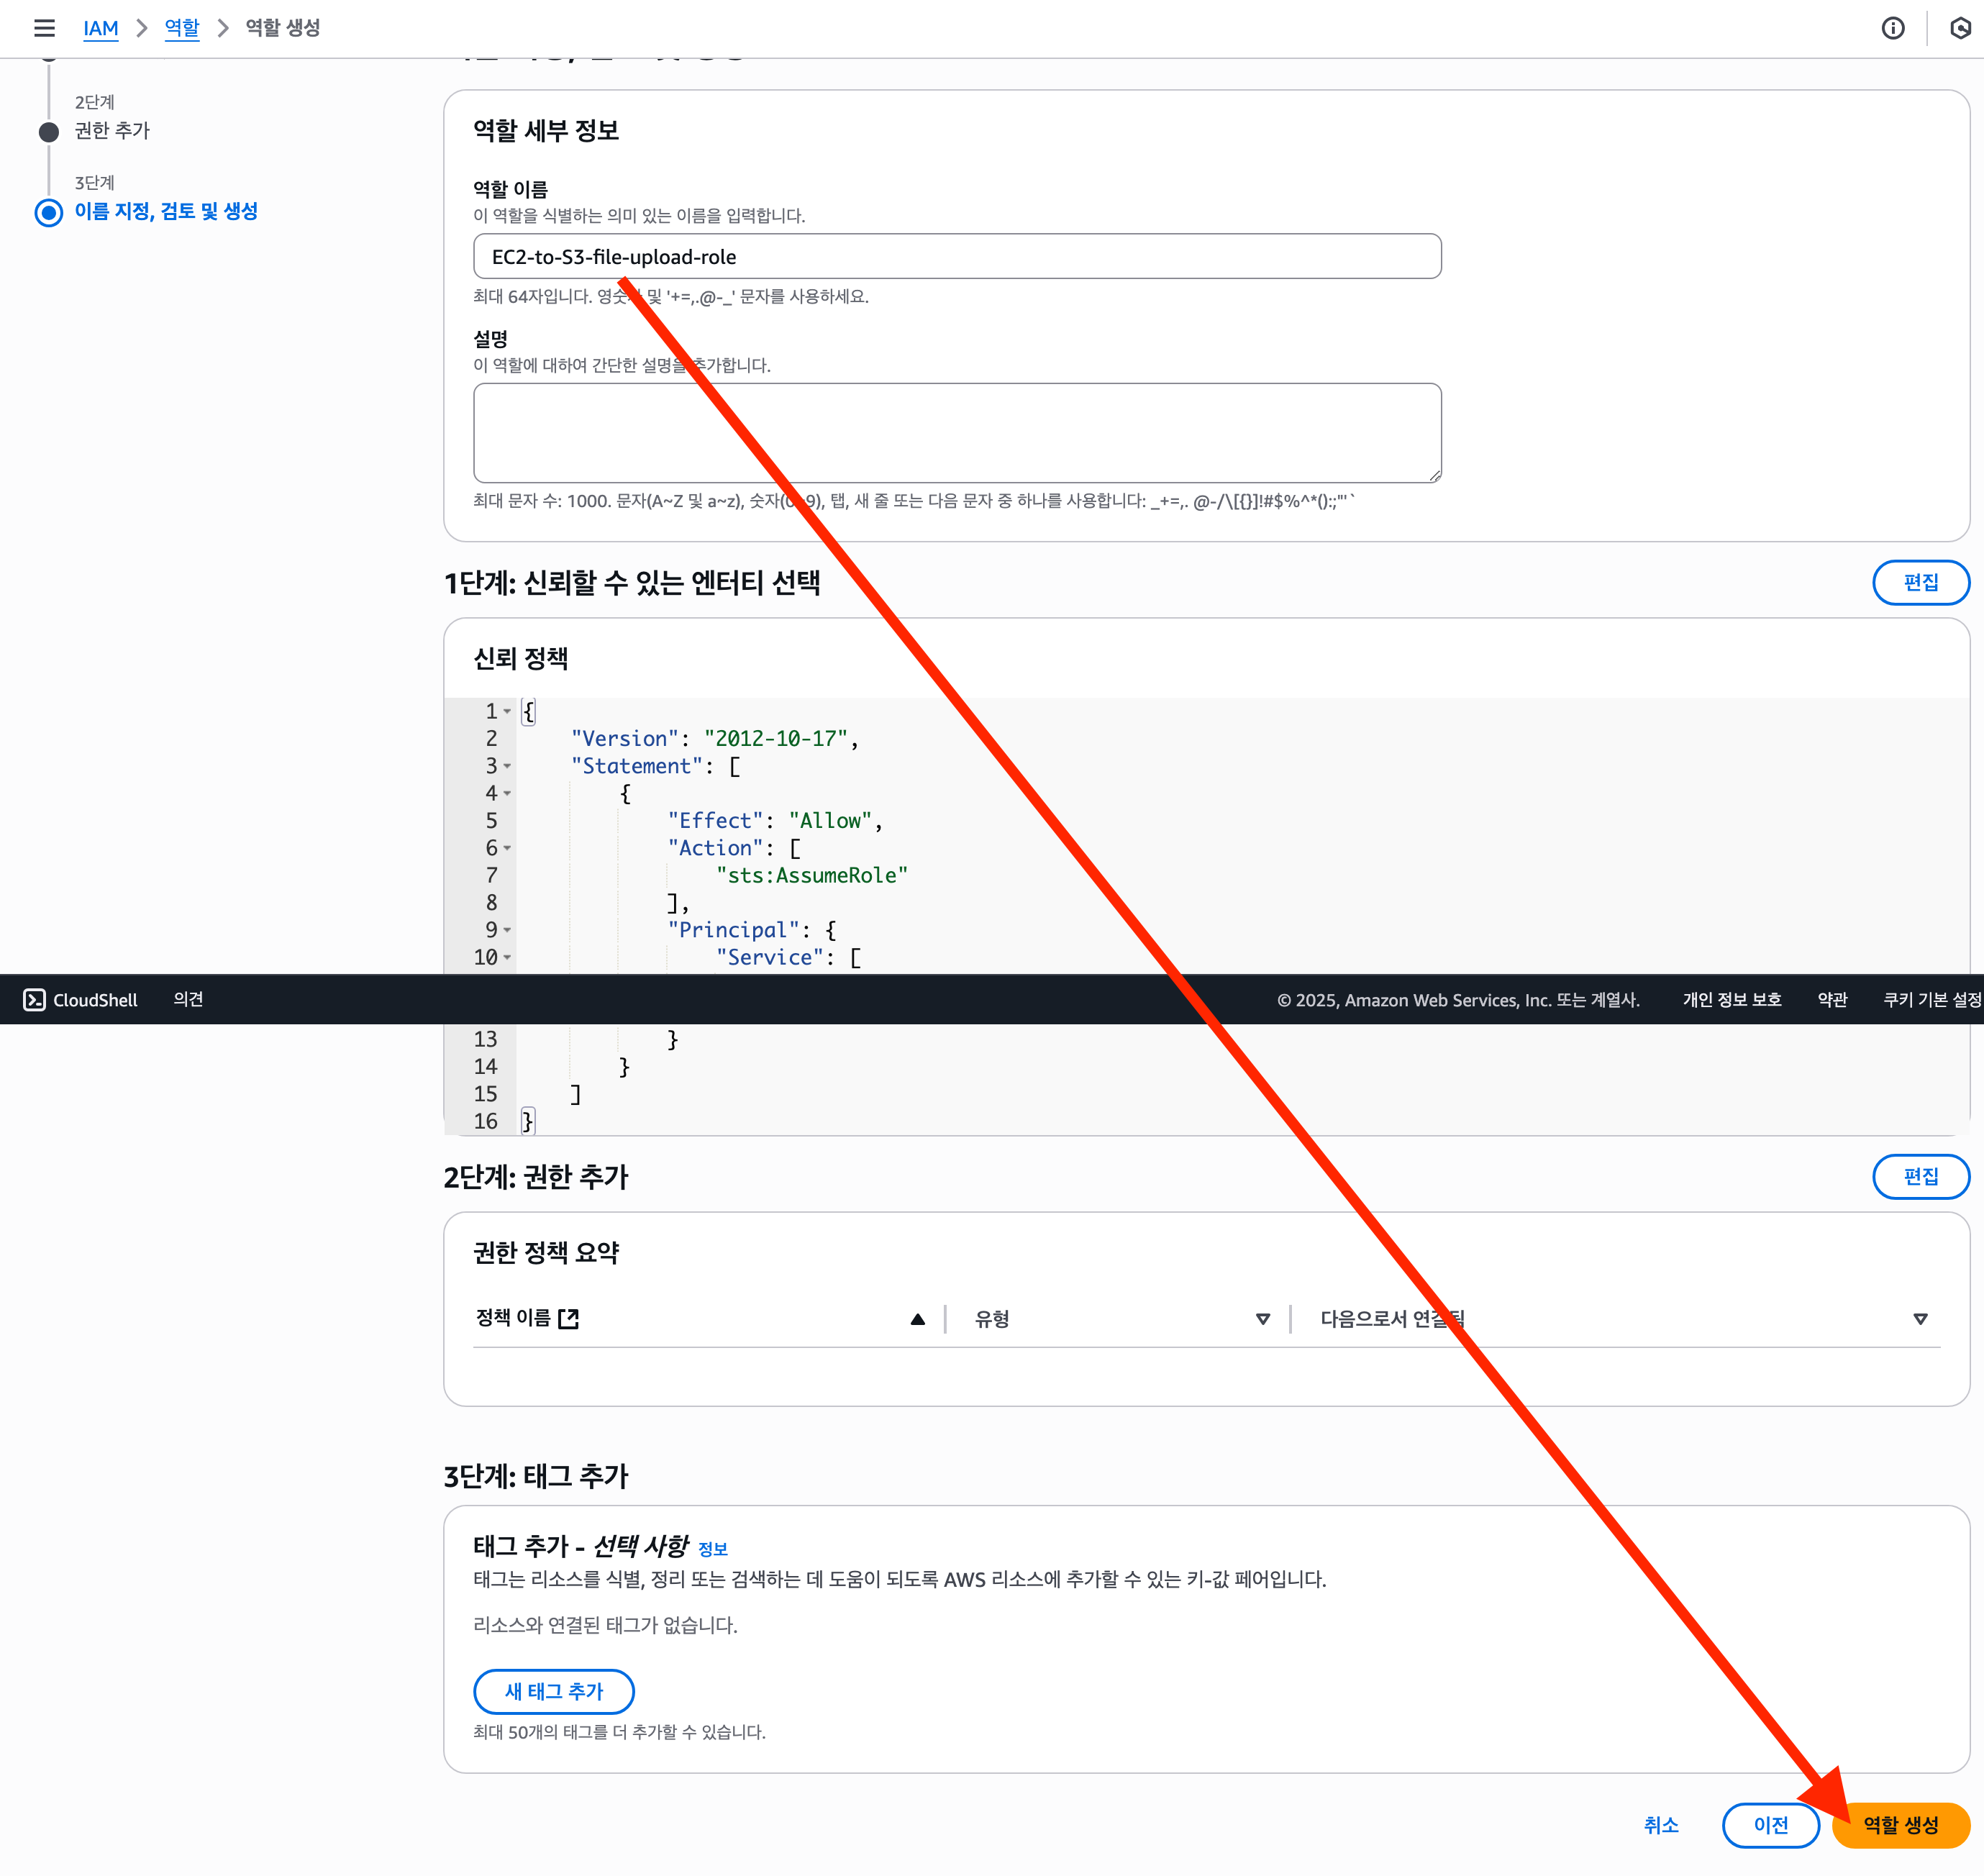 IAM > 역할 > 역할 생성
2단계
권한 추가
3단계
이름 지정, 검토 및 생성
역할 세부 정보
역할 이름
이 역할을 식별하는 의미 있는 이름을 입력합니다.
EC2-to-S3-file-upload-role
최대 64자입니다. 영숫자 및 '+=,.@-_' 문자를 사용하세요.
설명
이 역할에 대하여 간단한 설명을 추가합니다.
최대 문자 수: 1000. 문자(A~Z 및 a~z), 숫자(0~9), 탭, 새 줄 또는 다음 문자 중 하나를 사용합니다: _+=,. @-/\[{}]!#$%^*();:"'`
1단계: 신뢰할 수 있는 엔터티 선택
편집
신뢰 정책
1 {
2 "Version": "2012-10-17",
3 "Statement": [
4 {
5 "Effect": "Allow",
6 "Action": [
7 "sts:AssumeRole"
8 ],
9 "Principal": {
10 "Service": [
CloudShell 의견 © 2025, Amazon Web Services, Inc. 또는 계열사. 개인 정보 보호 약관 쿠키 기본 설정
13 }
14 }
15 ]
16 }
2단계: 권한 추가
편집
권한 정책 요약
정책 이름 유형 다음으로서 연결됨
3단계: 태그 추가
태그 추가 - 선택 사항 정보
태그는 리소스를 식별, 정리 또는 검색하는 데 도움이 되도록 AWS 리소스에 추가할 수 있는 키-값 페어입니다.
리소스와 연결된 태그가 없습니다.
새 태그 추가
최대 50개의 태그를 더 추가할 수 있습니다.
취소 이전 역할 생성